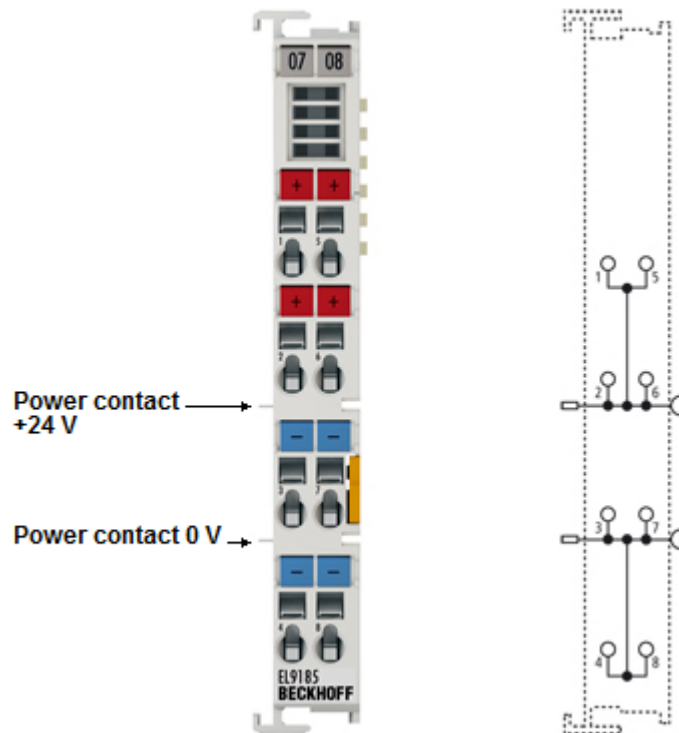 07 08
+ +
1 5
+ +
2 6
Power contact
+24 V
- -
3 7
Power contact 0 V
- -
4 8
EL9185
BECKHOFF
1 5
2 6
3 7
4 8